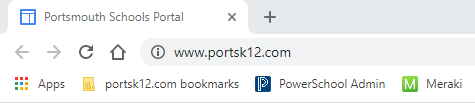 Portsmouth Schools Portal
www.portsk12.com
Apps portsk12.com bookmarks PowerSchool Admin M Meraki